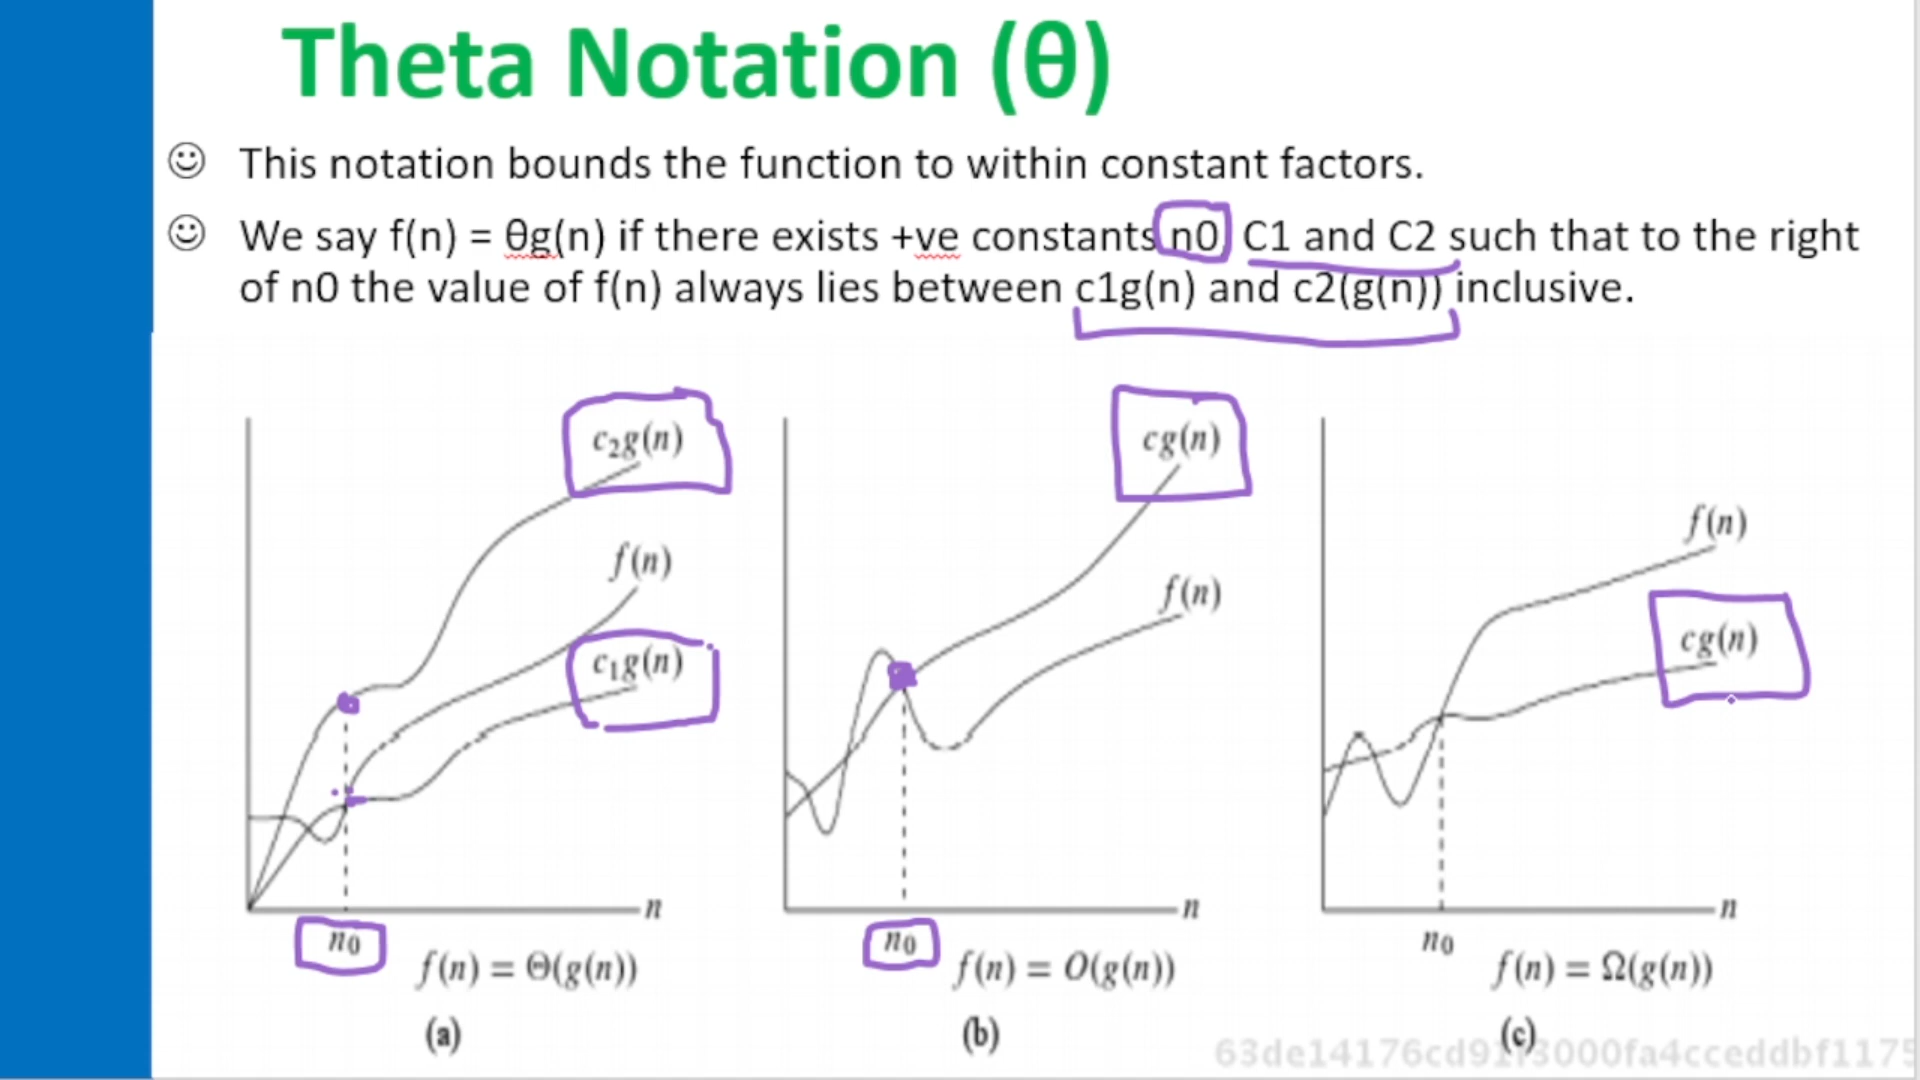 Theta Notation (θ)
This notation bounds the function to within constant factors.
We say f(n) = θg(n) if there exists +ve constants n0, C1 and C2 such that to the right
of n0 the value of f(n) always lies between c1g(n) and c2(g(n)) inclusive.
c₂g(n)
f(n)
c₁g(n)
n
n₀
f(n) = Θ(g(n))
(a)
cg(n)
f(n)
n
n₀
f(n) = O(g(n))
(b)
f(n)
cg(n)
n
n₀
f(n) = Ω(g(n))
(c)